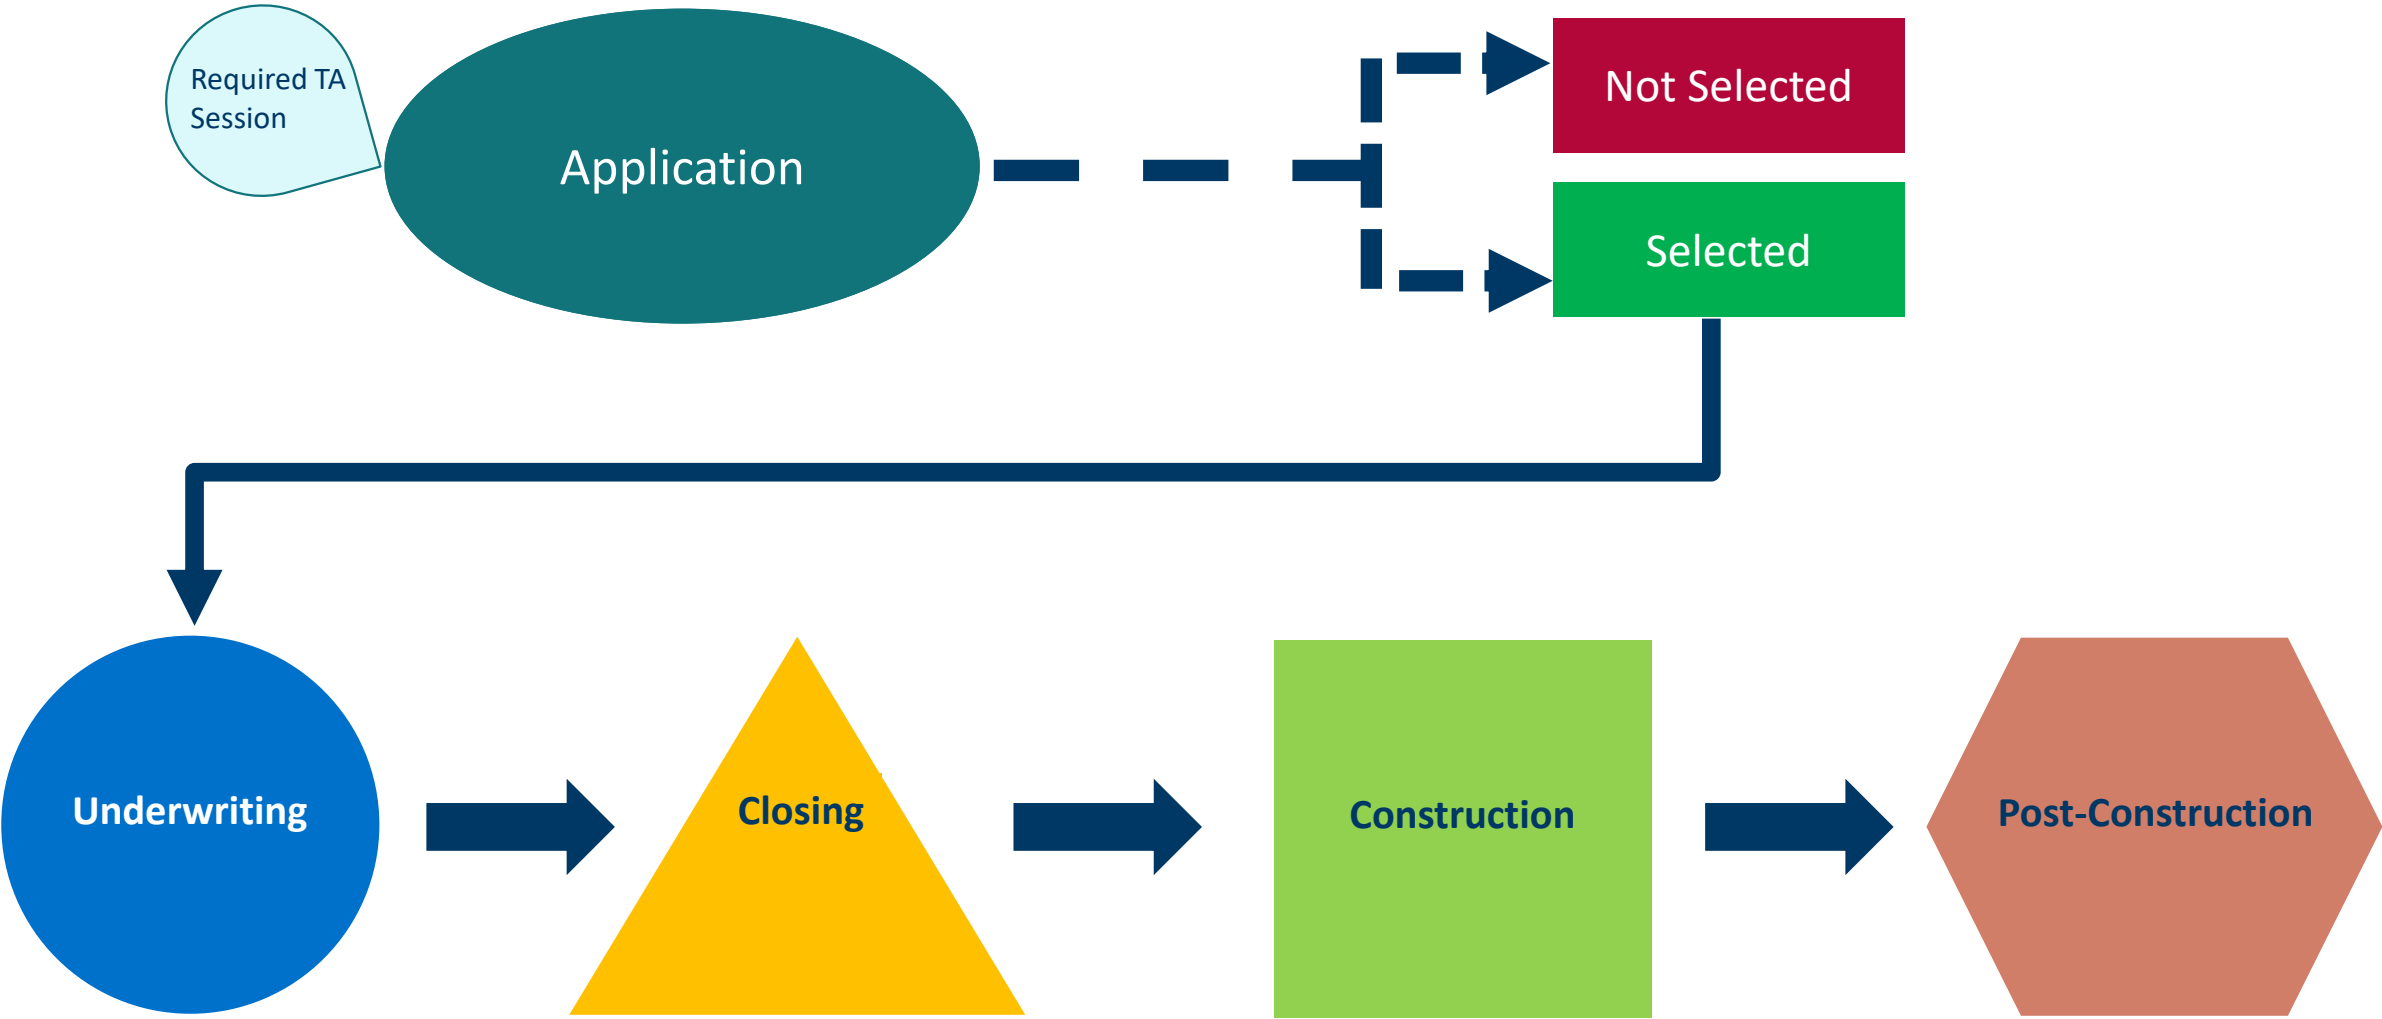 Required TA
Session
Application
Not Selected
Selected
Underwriting
Closing
Construction
Post-Construction